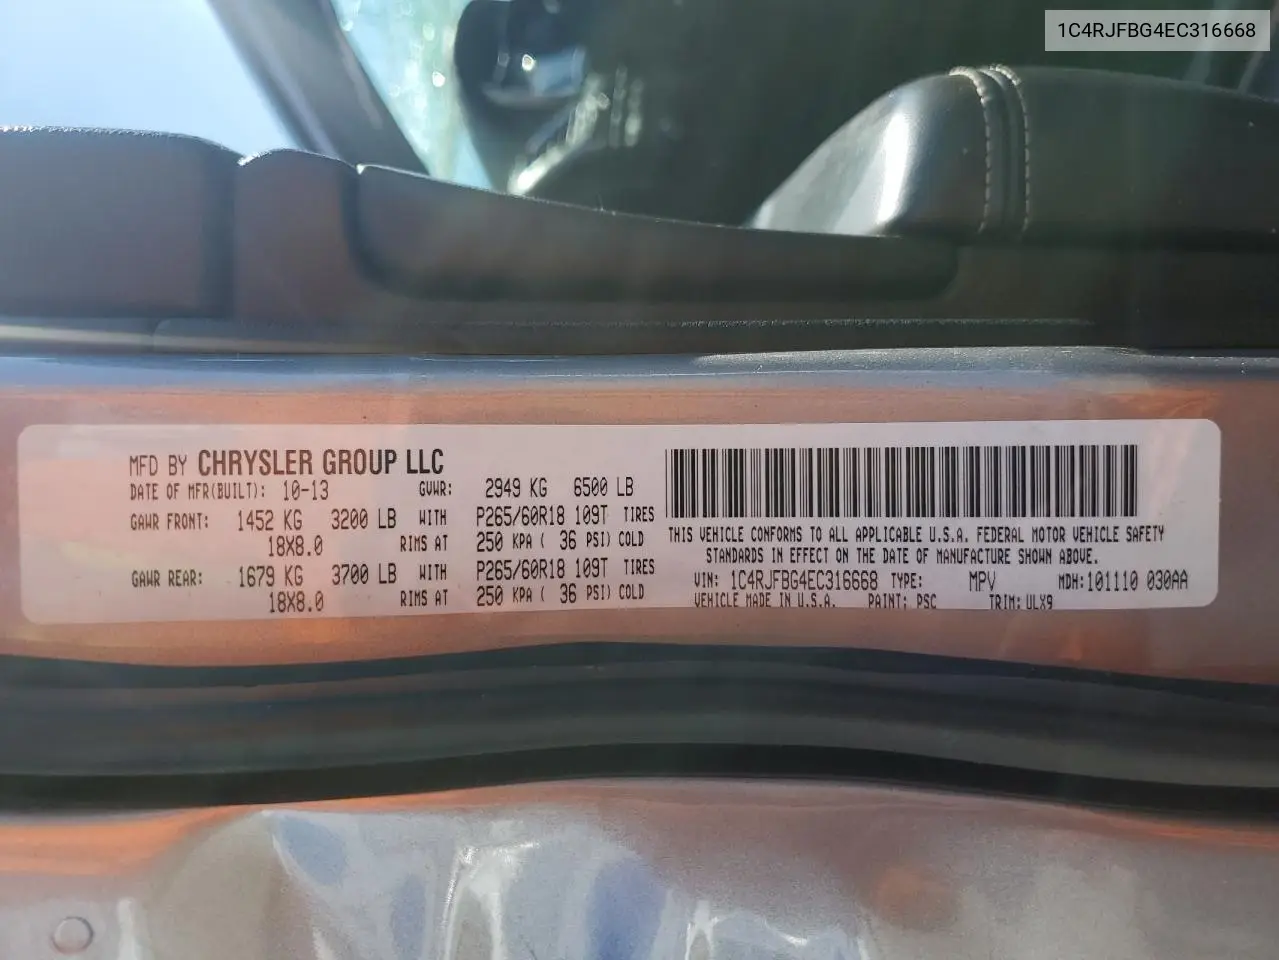 1C4RJFBG4EC316668
MFD BY CHRYSLER GROUP LLC
DATE OF MFR(BUILT): 10-13 GVWR: 2949 KG 6500 LB
GAWR FRONT: 1452 KG 3200 LB WITH P265/60R18 109T TIRES
18X8.0 RIMS AT 250 KPA ( 36 PSI) COLD
GAWR REAR: 1679 KG 3700 LB WITH P265/60R18 109T TIRES
18X8.0 RIMS AT 250 KPA ( 36 PSI) COLD
THIS VEHICLE CONFORMS TO ALL APPLICABLE U.S.A. FEDERAL MOTOR VEHICLE SAFETY
STANDARDS IN EFFECT ON THE DATE OF MANUFACTURE SHOWN ABOVE.
VIN: 1C4RJFBG4EC316668 TYPE: MPV MDH:101110 030AA
VEHICLE MADE IN U.S.A. PAINT: PSC TRIM: ULX9